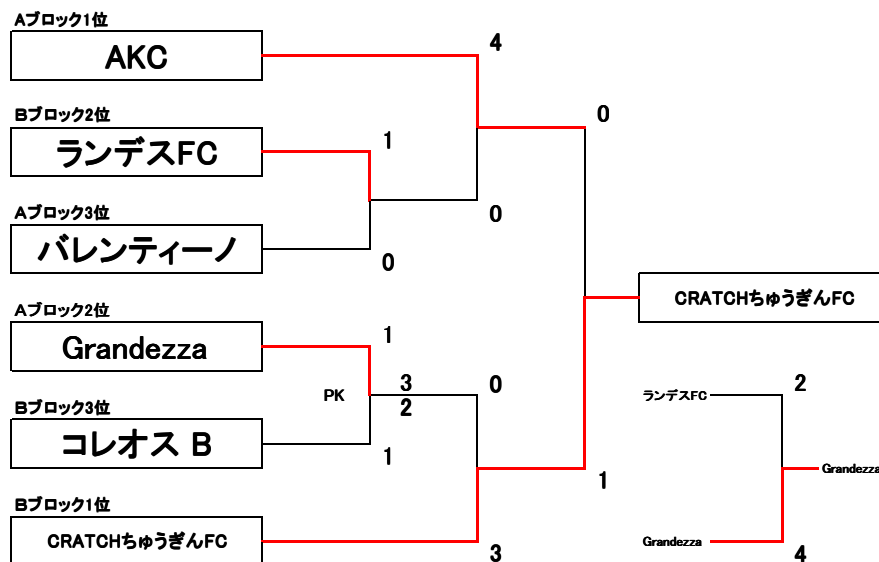 Aブロック1位
AKC
4
Bブロック2位
ランデスFC
1
0
Aブロック3位
バレンティーノ
0
0
Aブロック2位
Grandezza
1
PK
3
2
0
Bブロック3位
コレオス B
1
Bブロック1位
CRATCHちゅうぎんFC
3
1
CRATCHちゅうぎんFC
ランデスFC
2
Grandezza
Grandezza
4